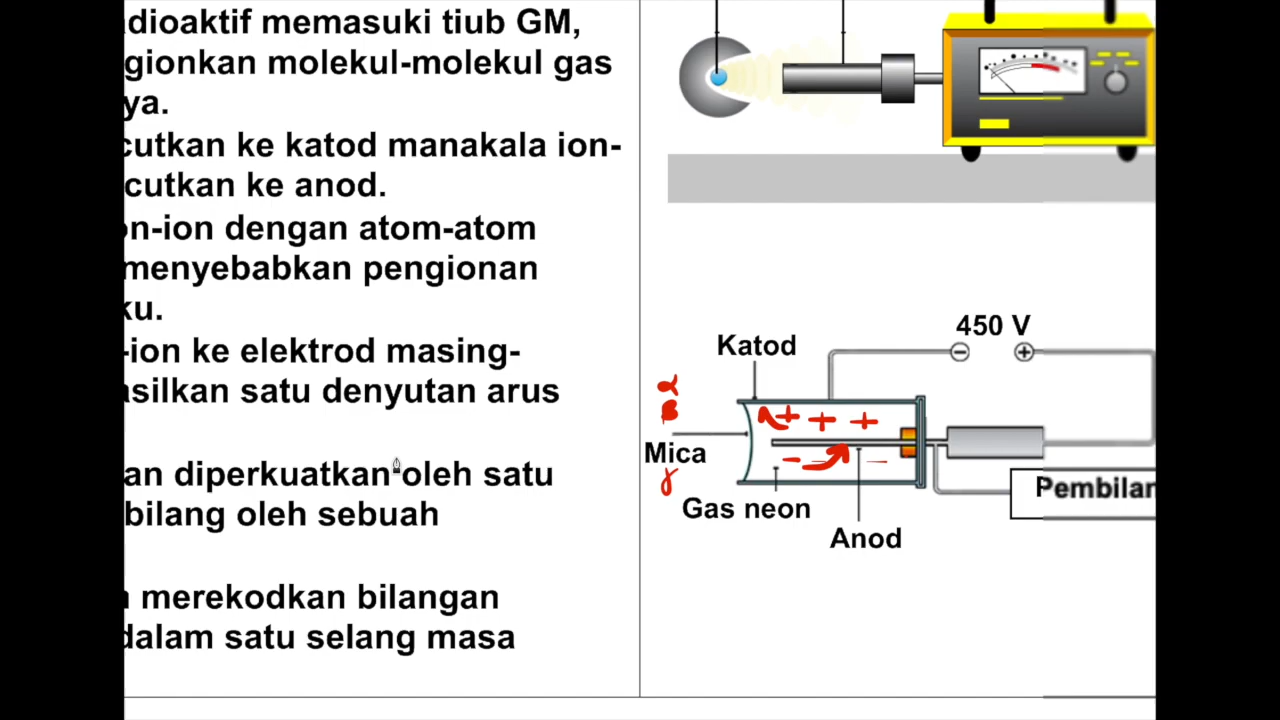 dioaktif memasuki tiub GM,
gionkan molekul-molekul gas
ya.
cutkan ke katod manakala ion-
cutkan ke anod.
on-ion dengan atom-atom
menyebabkan pengionan
ku.
-ion ke elektrod masing-
asilkan satu denyutan arus
an diperkuatkan oleh satu
bilang oleh sebuah
merekodkan bilangan
dalam satu selang masa
450 V
− +
Katod
α
β
+ + +
Mica
γ
− −
Gas neon
Anod
Pembilan